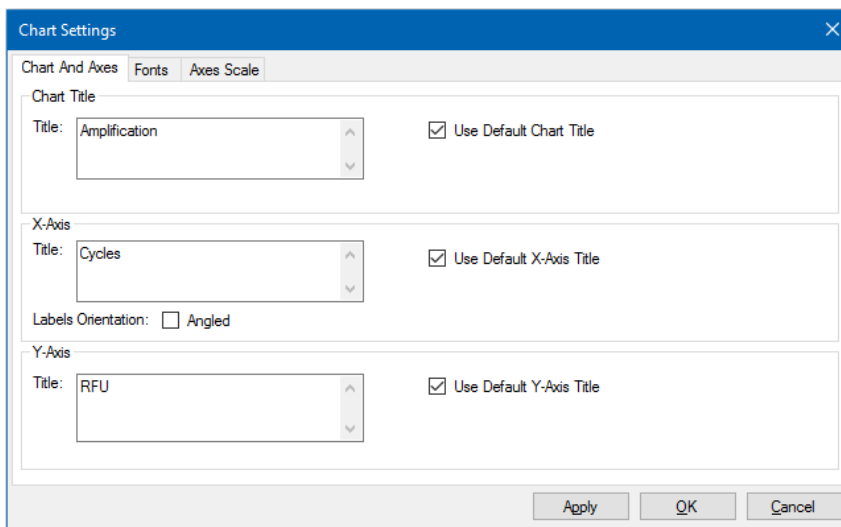 Chart Settings
Chart And Axes Fonts Axes Scale
Chart Title
Title: Amplification Use Default Chart Title
X-Axis
Title: Cycles Use Default X-Axis Title
Labels Orientation: Angled
Y-Axis
Title: RFU Use Default Y-Axis Title
Apply OK Cancel